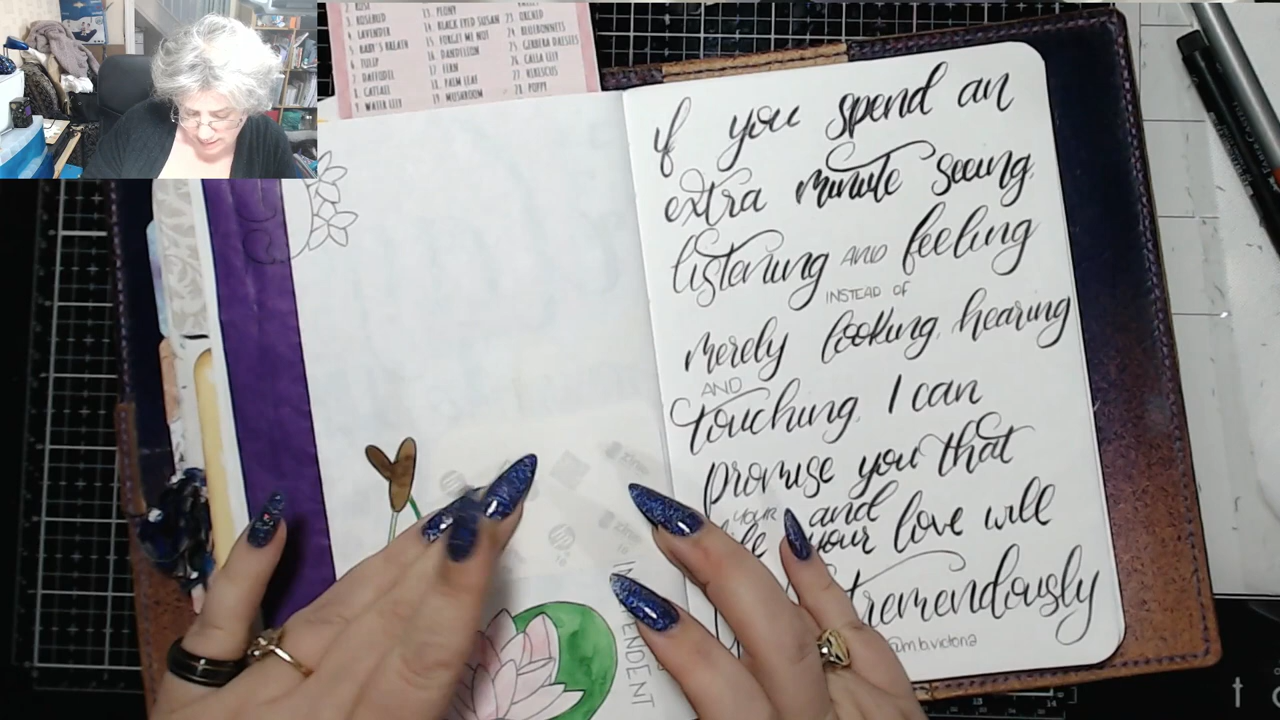 2. ROSE
3. ROSEBUD
4. LAVENDER
5. BABY'S BREATH
6. TULIP
7. DAFFODIL
8. CATTAIL
9. WATER LILY
13. PEONY
14. BLACK EYED SUSAN
15. FORGET ME NOT
16. DANDELION
17. FERN
18. PALM LEAF
19. MUSHROOM
23. ORCHID
24. BLUEBONNETS
25. GERBERA DAISIES
26. CALLA LILY
27. HIBISCUS
28. POPPY
if you spend an
extra minute seeing,
listening AND feeling
INSTEAD OF
merely looking, hearing
AND
touching, I can
promise you that
YOUR and
your love will
tremendously
@m.b.victoria